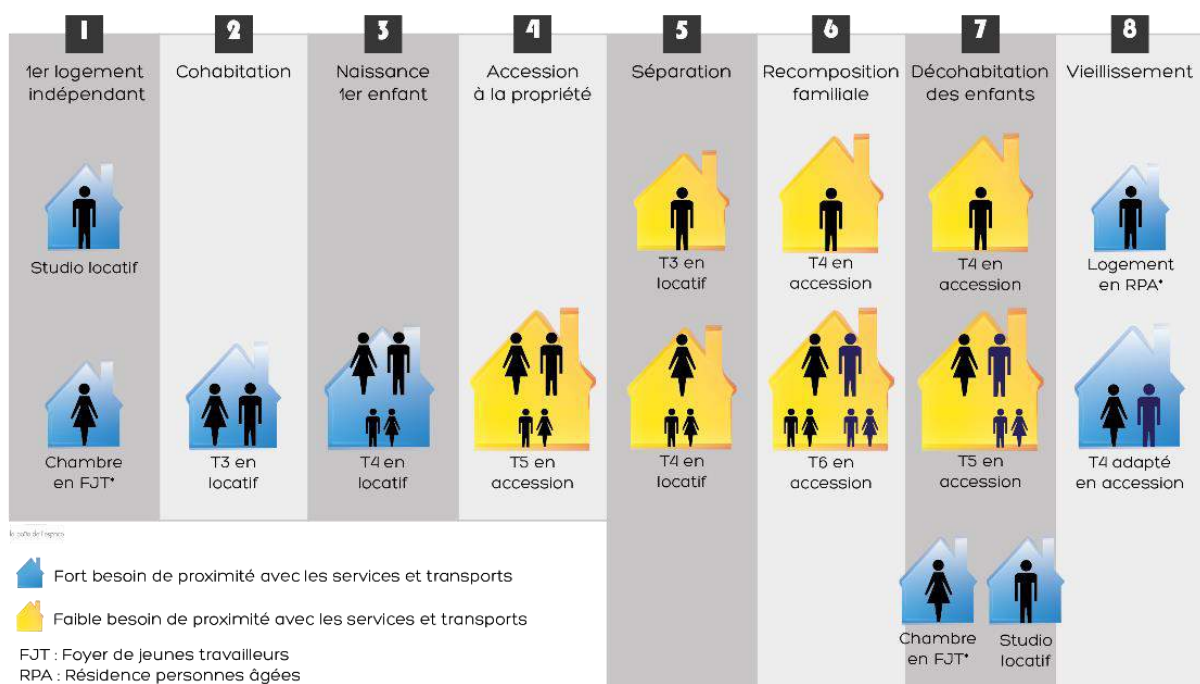 1
1er logement
indépendant
2
Cohabitation
3
Naissance
1er enfant
4
Accession
à la propriété
5
Séparation
6
Recomposition
familiale
7
Décohabitation
des enfants
8
Vieillissement
Studio locatif
T3 en
locatif
T4 en
accession
T4 en
accession
Logement
en RPA*
Chambre
en FJT*
T3 en
locatif
T4 en
locatif
T5 en
accession
T4 en
locatif
T6 en
accession
T5 en
accession
T4 adapté
en accession
Chambre
en FJT*
Studio
locatif
Fort besoin de proximité avec les services et transports
Faible besoin de proximité avec les services et transports
FJT : Foyer de jeunes travailleurs
RPA : Résidence personnes âgées